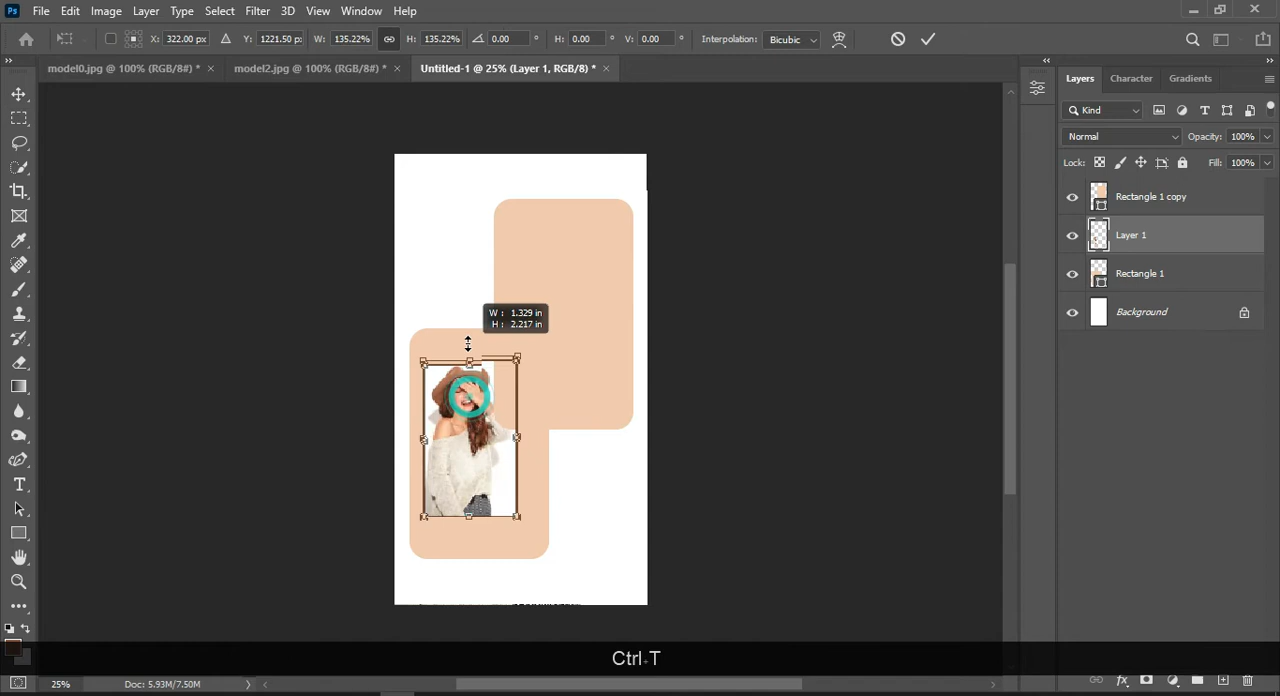 Ps File Edit Image Layer Type Select Filter 3D View Window Help
X: 322.00 px Y: 1221.50 px W: 135.22% H: 135.22% 0.00 ° H: 0.00 ° V: 0.00 ° Interpolation: Bicubic
model0.jpg @ 100% (RGB/8#) * × model2.jpg @ 100% (RGB/8#) * × Untitled-1 @ 25% (Layer 1, RGB/8) * ×
Layers Character Gradients
Kind
Normal Opacity: 100%
Lock: Fill: 100%
Rectangle 1 copy
Layer 1
Rectangle 1
Background
W : 1.329 in
H : 2.217 in
Ctrl+T
25% Doc: 5.93M/7.50M